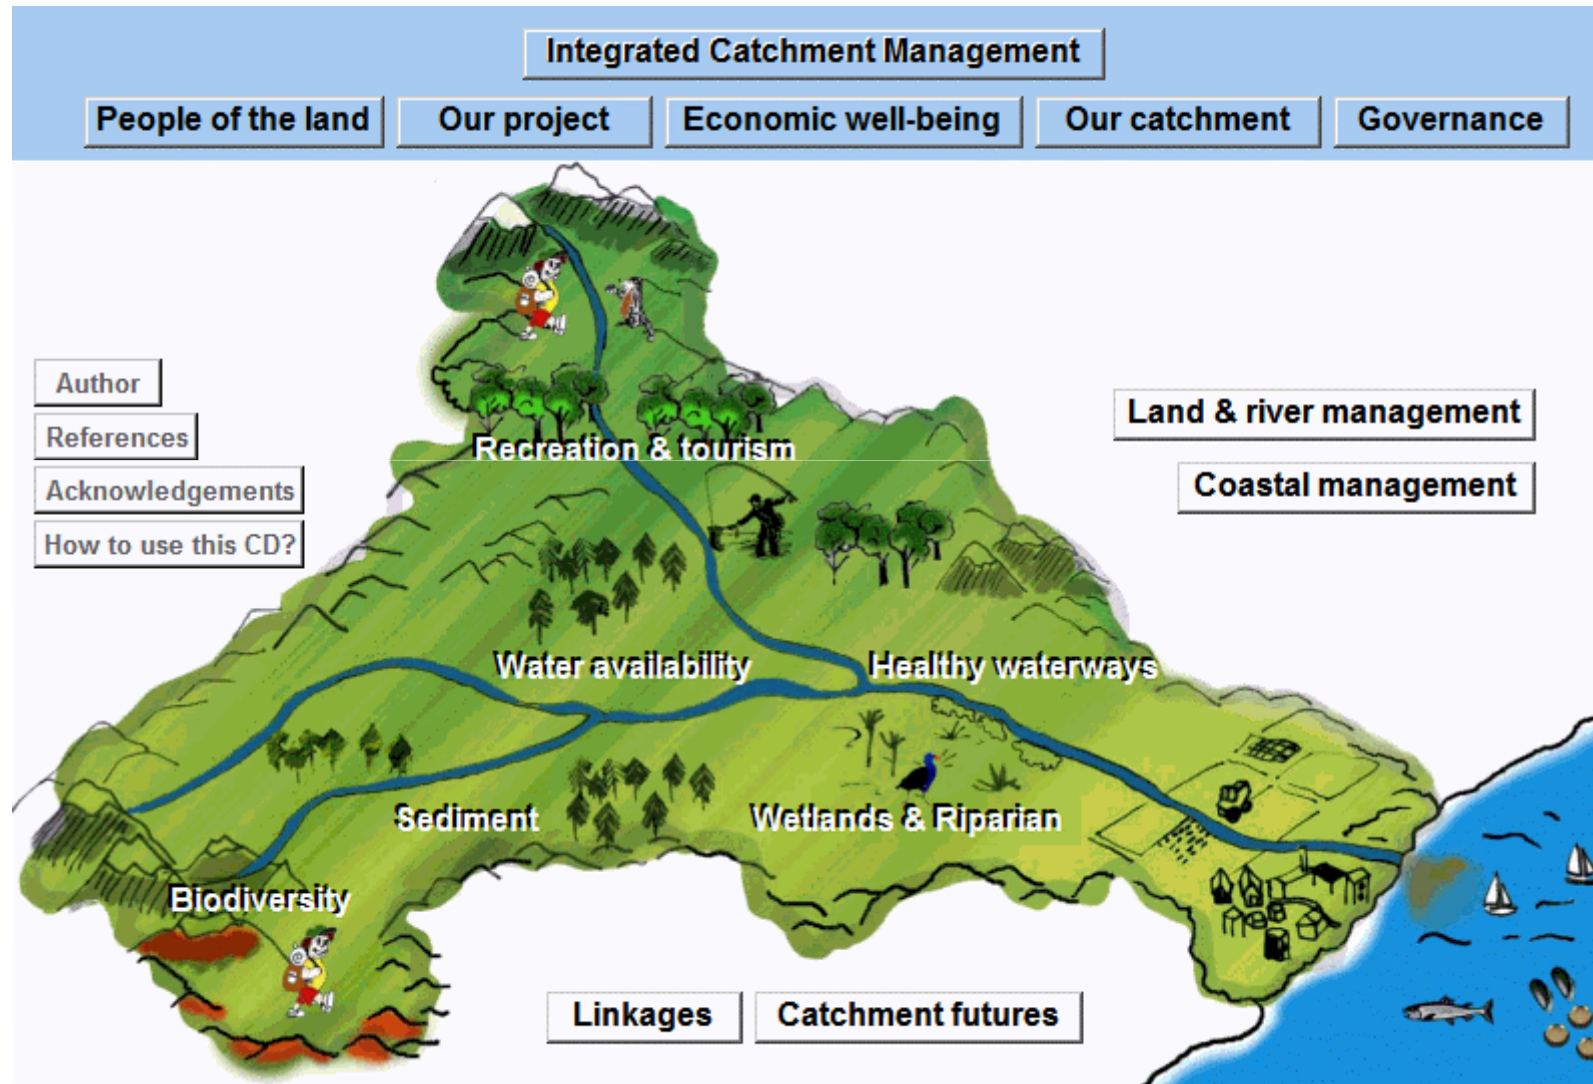 Integrated Catchment Management
People of the land
Our project
Economic well-being
Our catchment
Governance
Author
References
Acknowledgements
How to use this CD?
Land & river management
Coastal management
Recreation & tourism
Water availability
Healthy waterways
Sediment
Wetlands & Riparian
Biodiversity
Linkages
Catchment futures